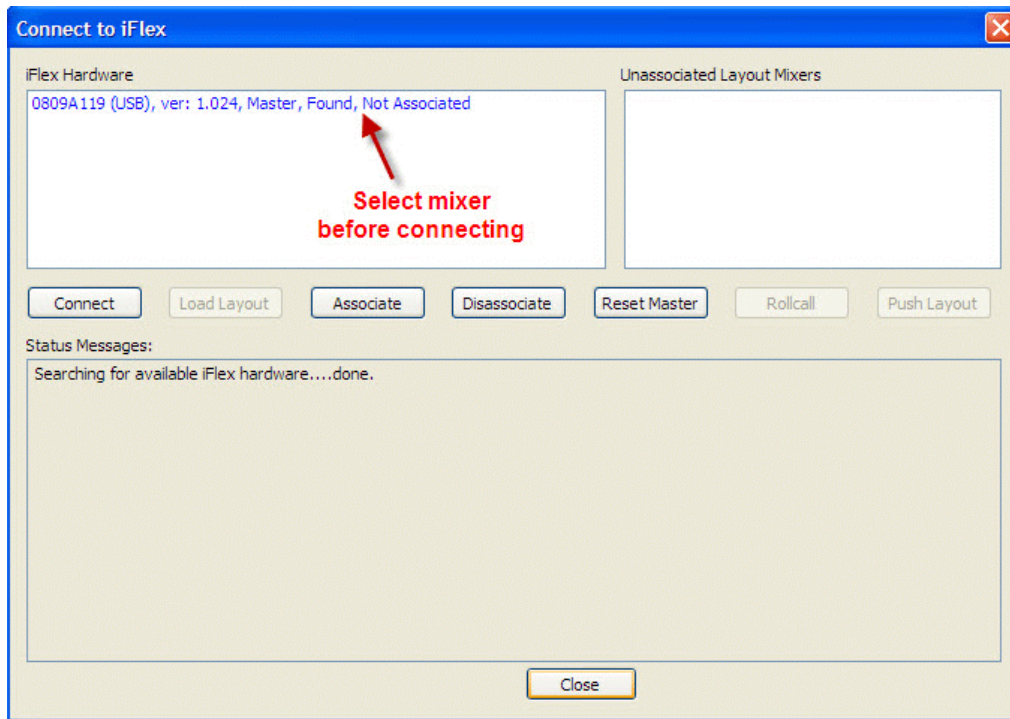 Connect to iFlex
iFlex Hardware
Unassociated Layout Mixers
0809A119 (USB), ver: 1.024, Master, Found, Not Associated
Select mixer
before connecting
Connect
Load Layout
Associate
Disassociate
Reset Master
Rollcall
Push Layout
Status Messages:
Searching for available iFlex hardware....done.
Close